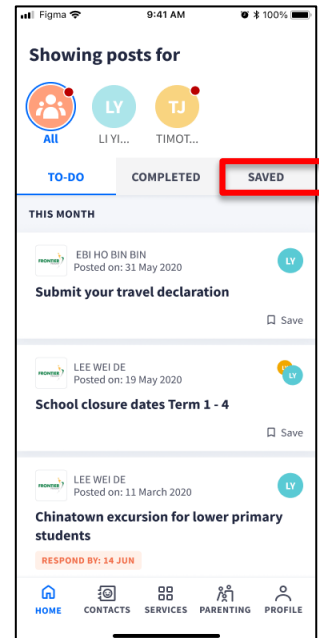 Figma 9:41 AM 100%
Showing posts for
LY TJ
All LI YI... TIMOT...
TO-DO COMPLETED SAVED
THIS MONTH
FRONTIER EBI HO BIN BIN LY
Posted on: 31 May 2020
Submit your travel declaration
Save
FRONTIER LEE WEI DE LY
Posted on: 19 May 2020
School closure dates Term 1 - 4
Save
FRONTIER LEE WEI DE LY
Posted on: 11 March 2020
Chinatown excursion for lower primary
students
RESPOND BY: 14 JUN
HOME CONTACTS SERVICES PARENTING PROFILE